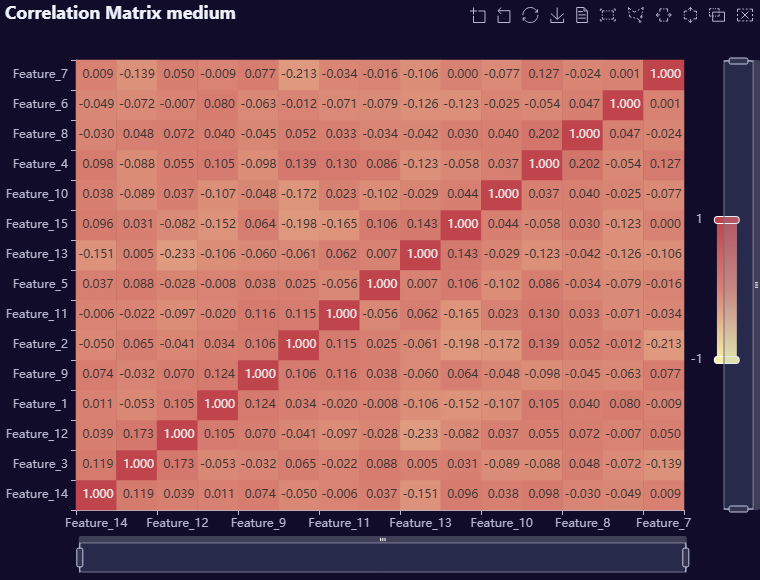 Correlation Matrix medium
Feature_7 0.009 -0.139 0.050 -0.009 0.077 -0.213 -0.034 -0.016 -0.106 0.000 -0.077 0.127 -0.024 0.001 1.000
Feature_6 -0.049 -0.072 -0.007 0.080 -0.063 -0.012 -0.071 -0.079 -0.126 -0.123 -0.025 -0.054 0.047 1.000 0.001
Feature_8 -0.030 0.048 0.072 0.040 -0.045 0.052 0.033 -0.034 -0.042 0.030 0.040 0.202 1.000 0.047 -0.024
Feature_4 0.098 -0.088 0.055 0.105 -0.098 0.139 0.130 0.086 -0.123 -0.058 0.037 1.000 0.202 -0.054 0.127
Feature_10 0.038 -0.089 0.037 -0.107 -0.048 -0.172 0.023 -0.102 -0.029 0.044 1.000 0.037 0.040 -0.025 -0.077
Feature_15 0.096 0.031 -0.082 -0.152 0.064 -0.198 -0.165 0.106 0.143 1.000 0.044 -0.058 0.030 -0.123 0.000
Feature_13 -0.151 0.005 -0.233 -0.106 -0.060 -0.061 0.062 0.007 1.000 0.143 -0.029 -0.123 -0.042 -0.126 -0.106
Feature_5 0.037 0.088 -0.028 -0.008 0.038 0.025 -0.056 1.000 0.007 0.106 -0.102 0.086 -0.034 -0.079 -0.016
Feature_11 -0.006 -0.022 -0.097 -0.020 0.116 0.115 1.000 -0.056 0.062 -0.165 0.023 0.130 0.033 -0.071 -0.034
Feature_2 -0.050 0.065 -0.041 0.034 0.106 1.000 0.115 0.025 -0.061 -0.198 -0.172 0.139 0.052 -0.012 -0.213
Feature_9 0.074 -0.032 0.070 0.124 1.000 0.106 0.116 0.038 -0.060 0.064 -0.048 -0.098 -0.045 -0.063 0.077
Feature_1 0.011 -0.053 0.105 1.000 0.124 0.034 -0.020 -0.008 -0.106 -0.152 -0.107 0.105 0.040 0.080 -0.009
Feature_12 0.039 0.173 1.000 0.105 0.070 -0.041 -0.097 -0.028 -0.233 -0.082 0.037 0.055 0.072 -0.007 0.050
Feature_3 0.119 1.000 0.173 -0.053 -0.032 0.065 -0.022 0.088 0.005 0.031 -0.089 -0.088 0.048 -0.072 -0.139
Feature_14 1.000 0.119 0.039 0.011 0.074 -0.050 -0.006 0.037 -0.151 0.096 0.038 0.098 -0.030 -0.049 0.009
Feature_14 Feature_12 Feature_9 Feature_11 Feature_13 Feature_10 Feature_8 Feature_7
1
-1